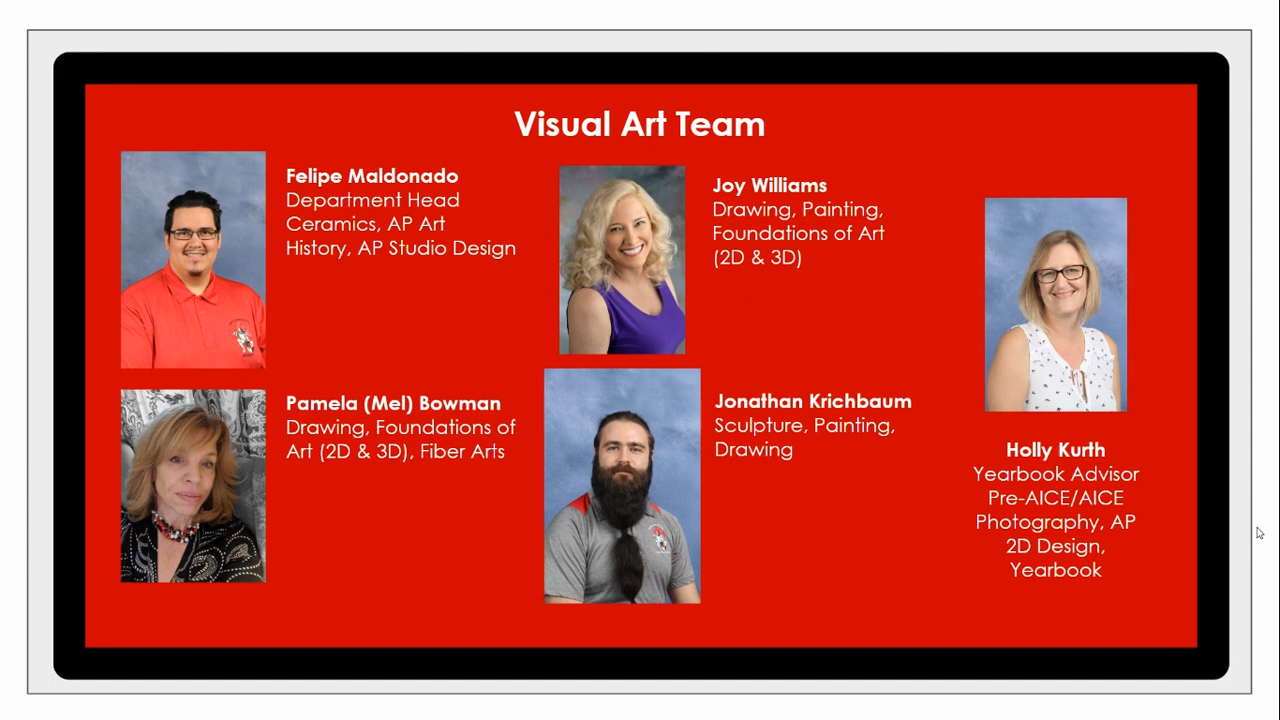 Visual Art Team
Felipe Maldonado
Department Head
Ceramics, AP Art
History, AP Studio Design
Joy Williams
Drawing, Painting,
Foundations of Art
(2D & 3D)
Pamela (Mel) Bowman
Drawing, Foundations of
Art (2D & 3D), Fiber Arts
Jonathan Krichbaum
Sculpture, Painting,
Drawing
Holly Kurth
Yearbook Advisor
Pre-AICE/AICE
Photography, AP
2D Design,
Yearbook